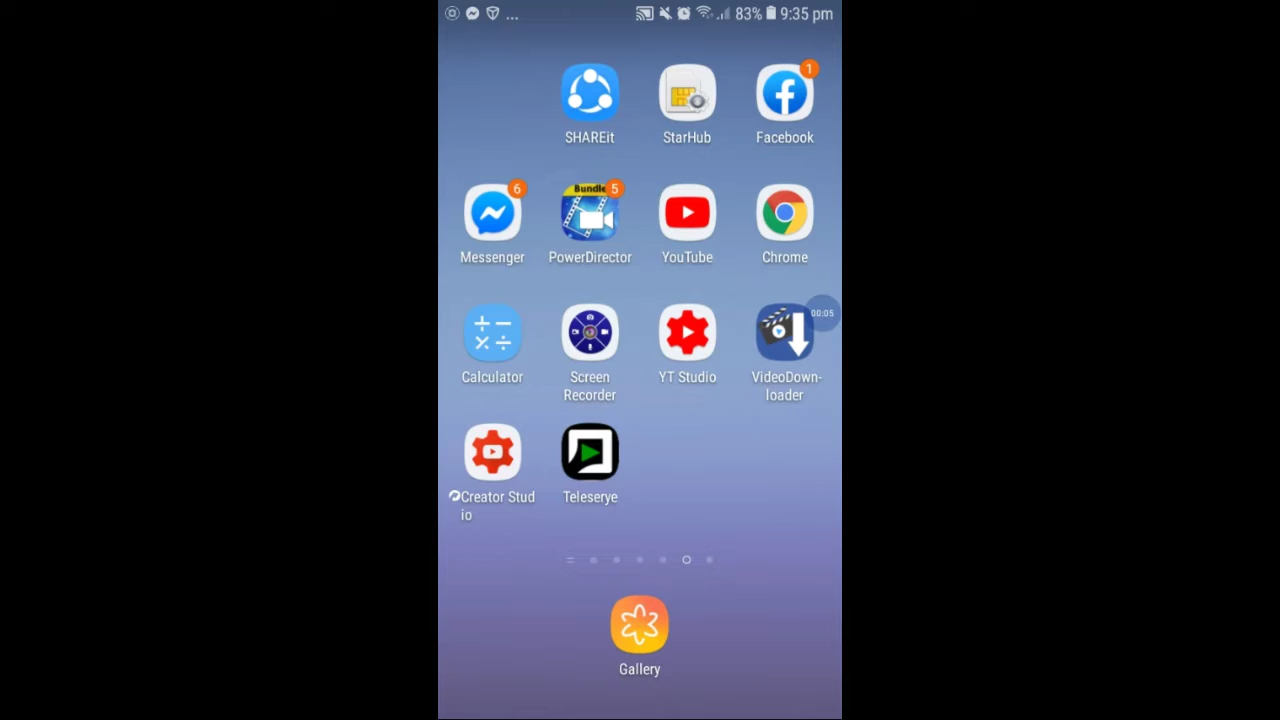 ... 83% 9:35 pm
1
SHAREit StarHub Facebook
6 Bundle 5
Messenger PowerDirector YouTube Chrome
00:05
Calculator Screen YT Studio VideoDown-
Recorder loader
Creator Stud Teleserye
io
Gallery